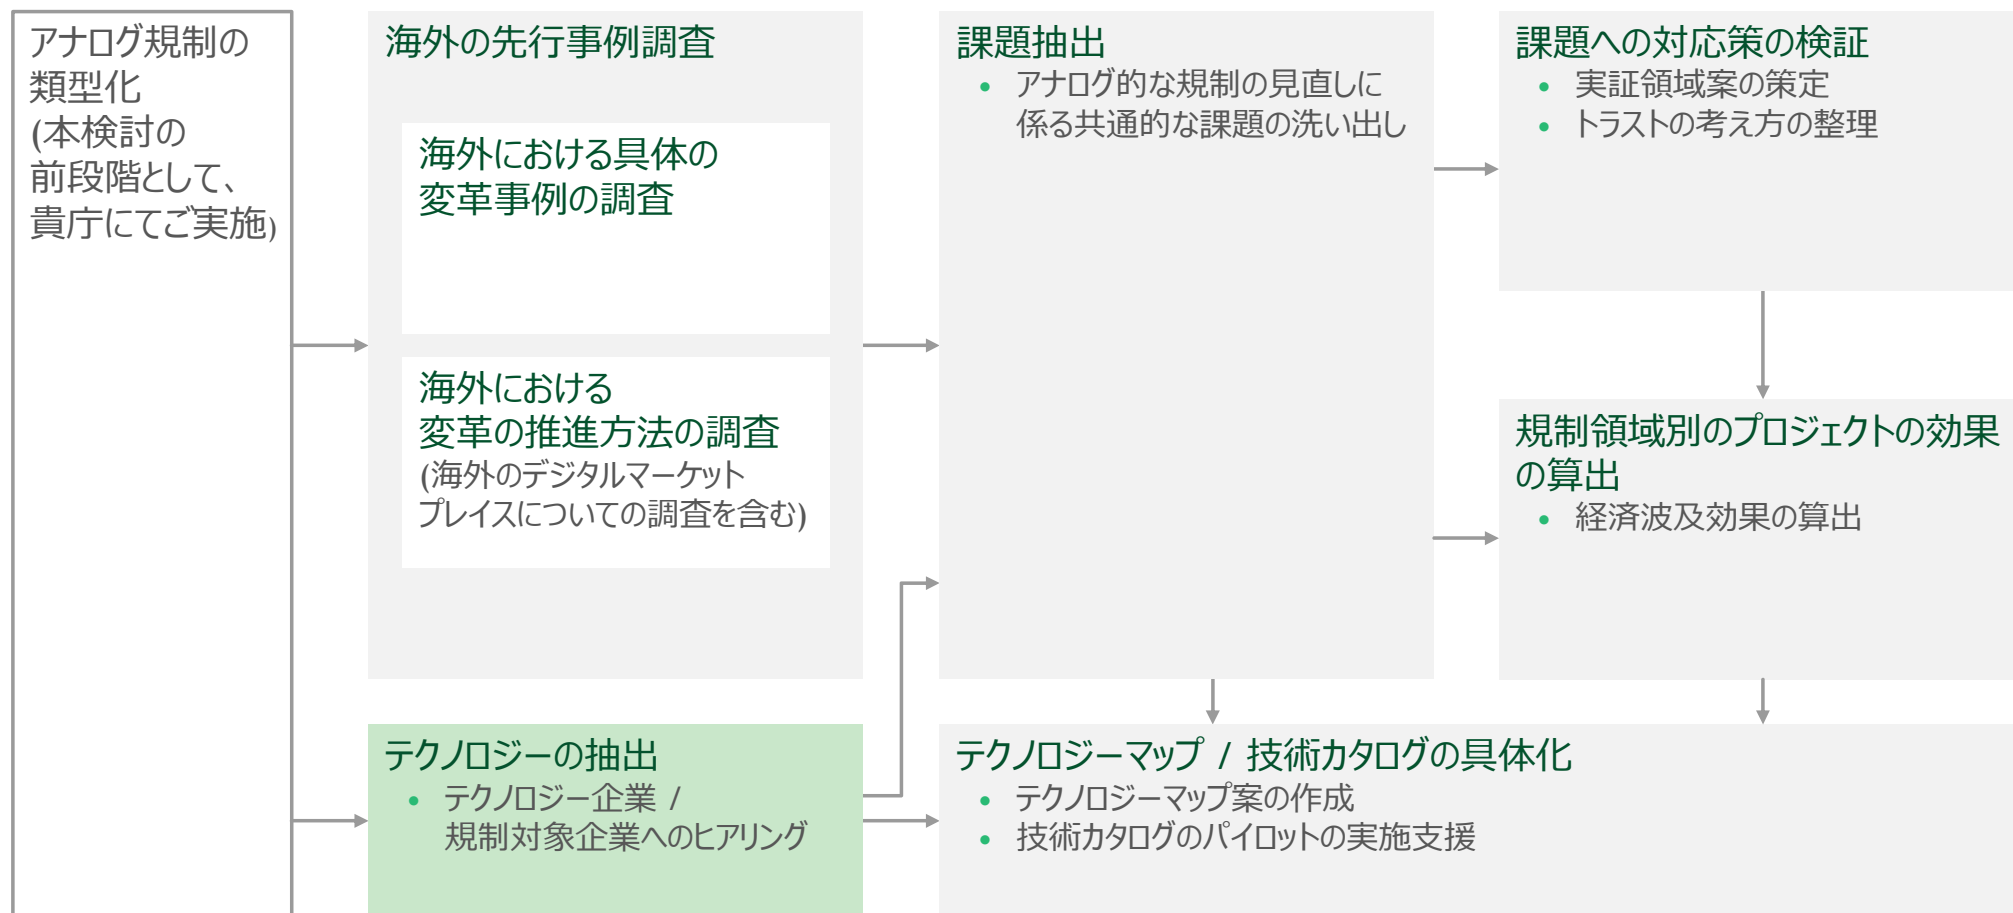 アナログ規制の
類型化
(本検討の
前段階として、
貴庁にてご実施)
海外の先行事例調査
海外における具体の
変革事例の調査
海外における
変革の推進方法の調査
(海外のデジタルマーケット
プレイスについての調査を含む)
テクノロジーの抽出
• テクノロジー企業 /
規制対象企業へのヒアリング
課題抽出
• アナログ的な規制の見直しに
係る共通的な課題の洗い出し
課題への対応策の検証
• 実証領域案の策定
• トラストの考え方の整理
規制領域別のプロジェクトの効果
の算出
• 経済波及効果の算出
テクノロジーマップ / 技術カタログの具体化
• テクノロジーマップ案の作成
• 技術カタログのパイロットの実施支援